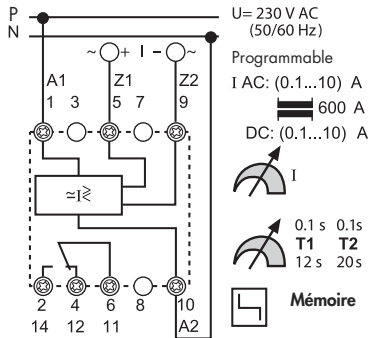 P
N
U= 230 V AC
(50/60 Hz)
~ + I - ~
Programmable
A1 Z1 Z2
1 3 5 7 9
I AC: (0.1...10) A
600 A
DC: (0.1...10) A
I
≃I≷
0.1 s 0.1s
T1 T2
12 s 20s
2 4 6 8 10
14 12 11 A2
Mémoire